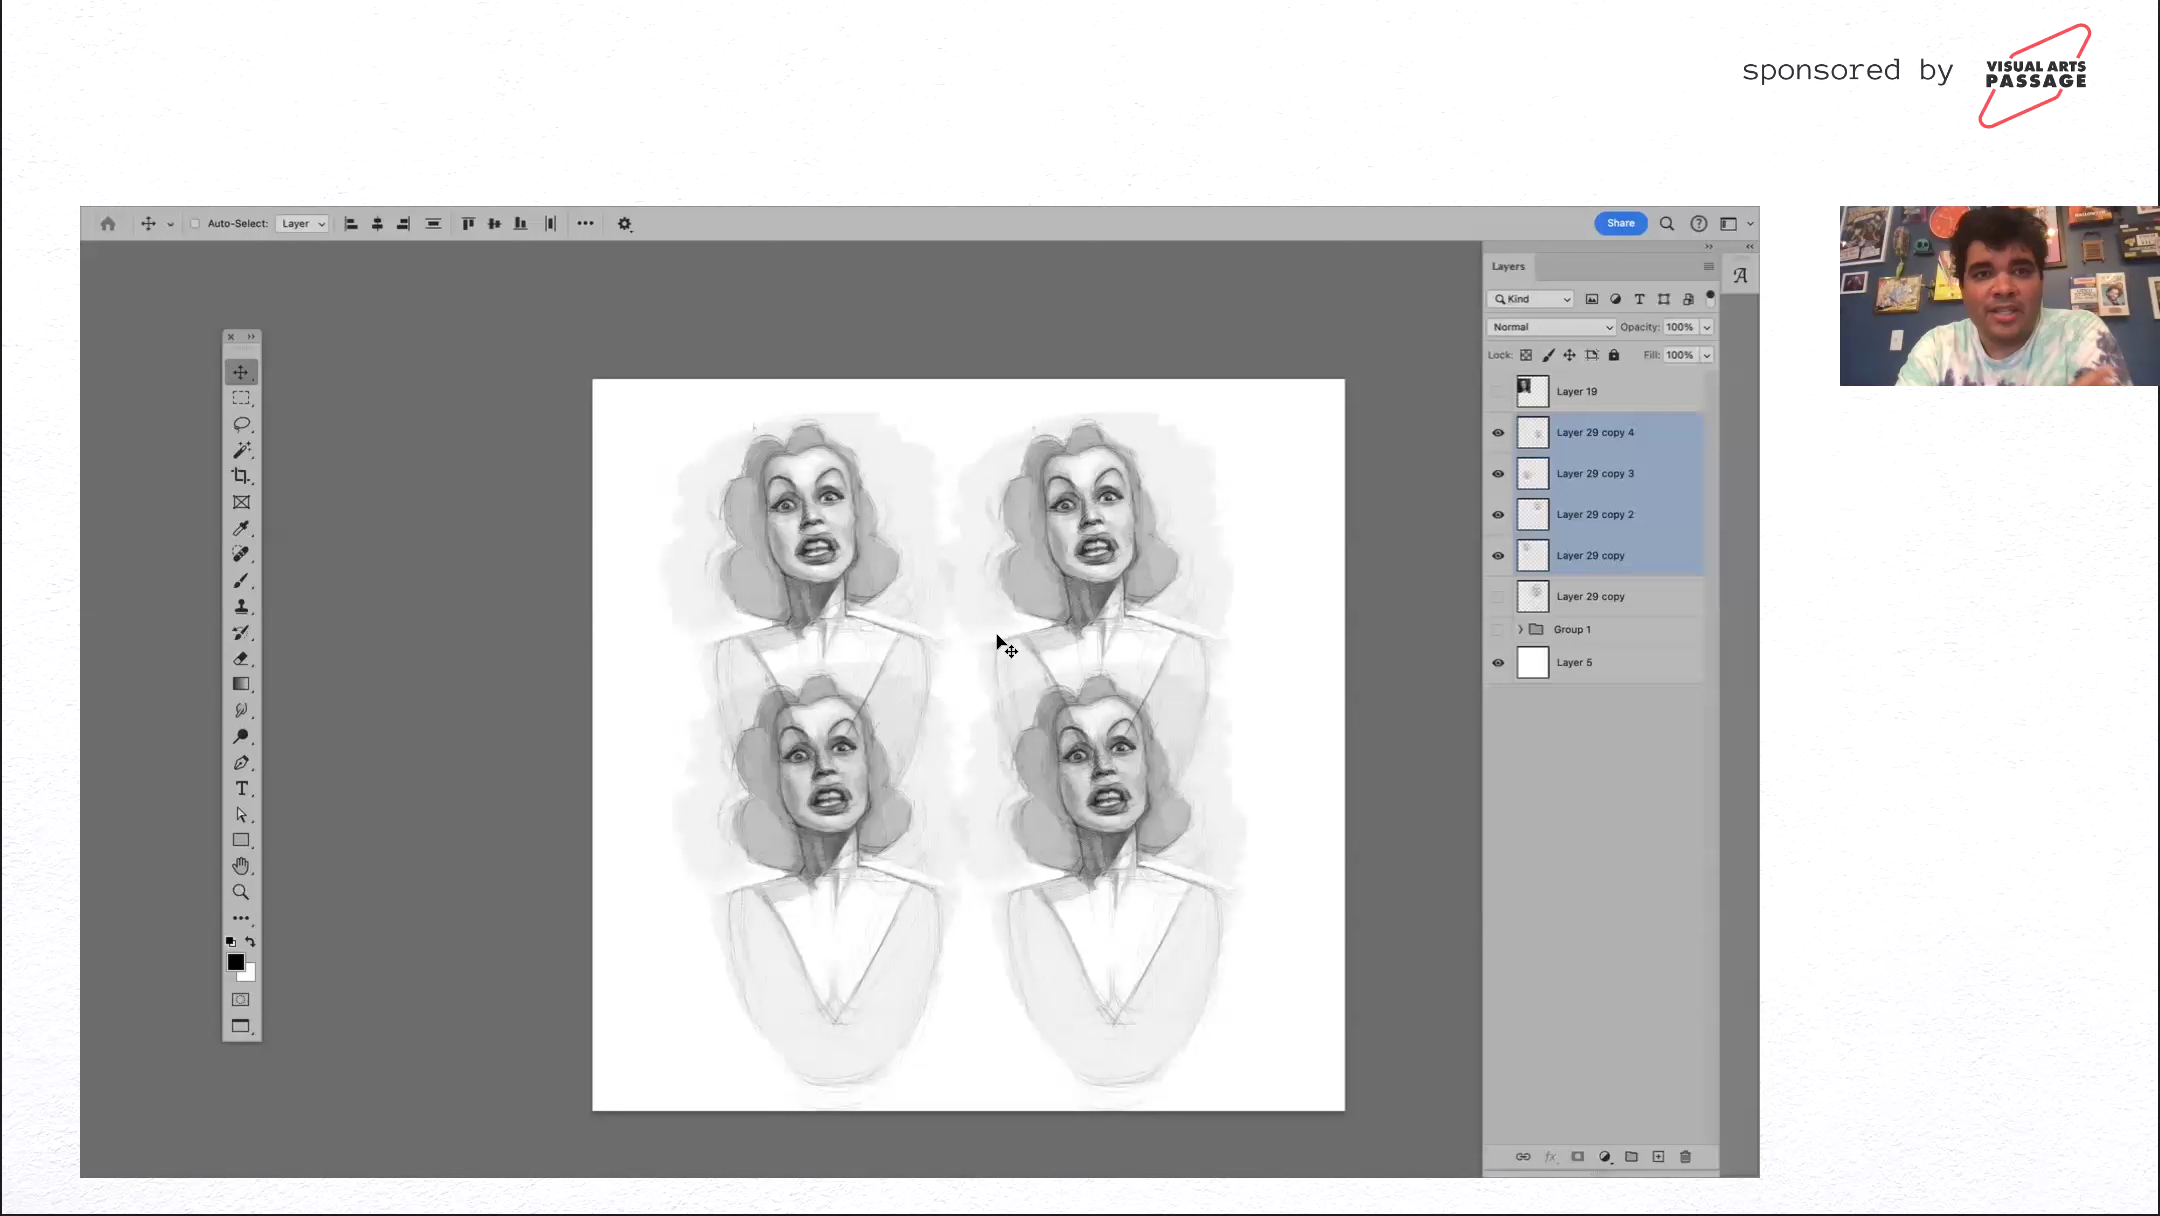 sponsored by
VISUAL ARTS
PASSAGE
Auto-Select: Layer
Share
Layers
Kind
Normal Opacity: 100%
Lock: Fill: 100%
Layer 19
Layer 29 copy 4
Layer 29 copy 3
Layer 29 copy 2
Layer 29 copy
Layer 29 copy
Group 1
Layer 5
fx